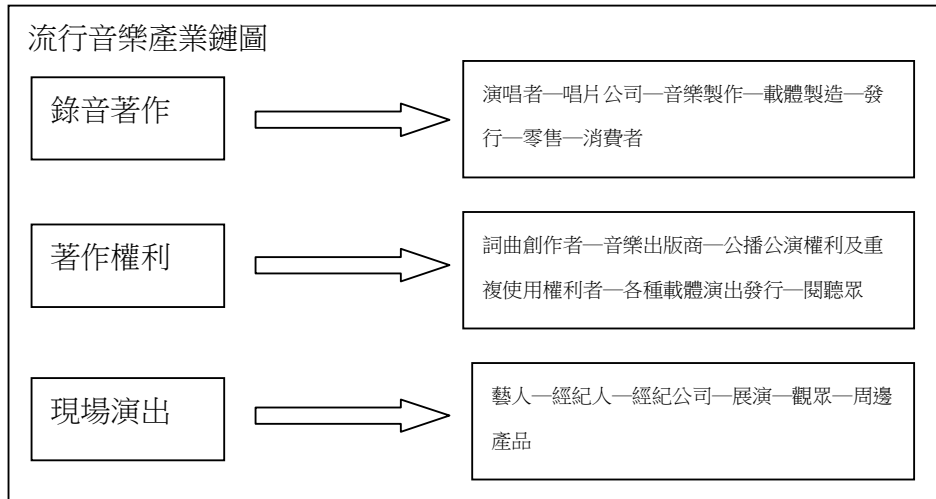 流行音樂產業鏈圖
錄音著作
演唱者—唱片公司—音樂製作—載體製造—發
行—零售—消費者
著作權利
詞曲創作者—音樂出版商—公播公演權利及重
複使用權利者—各種載體演出發行—閱聽眾
現場演出
藝人—經紀人—經紀公司—展演—觀眾—周邊
產品